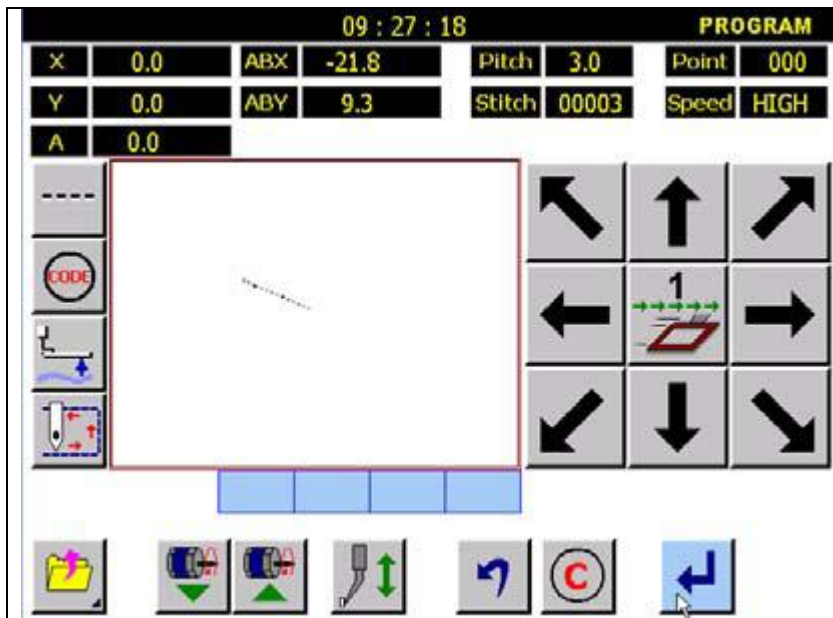 09 : 27 : 18 PROGRAM
X 0.0 ABX -21.8 Pitch 3.0 Point 000
Y 0.0 ABY 9.3 Stitch 00003 Speed HIGH
A 0.0
CODE
1
C